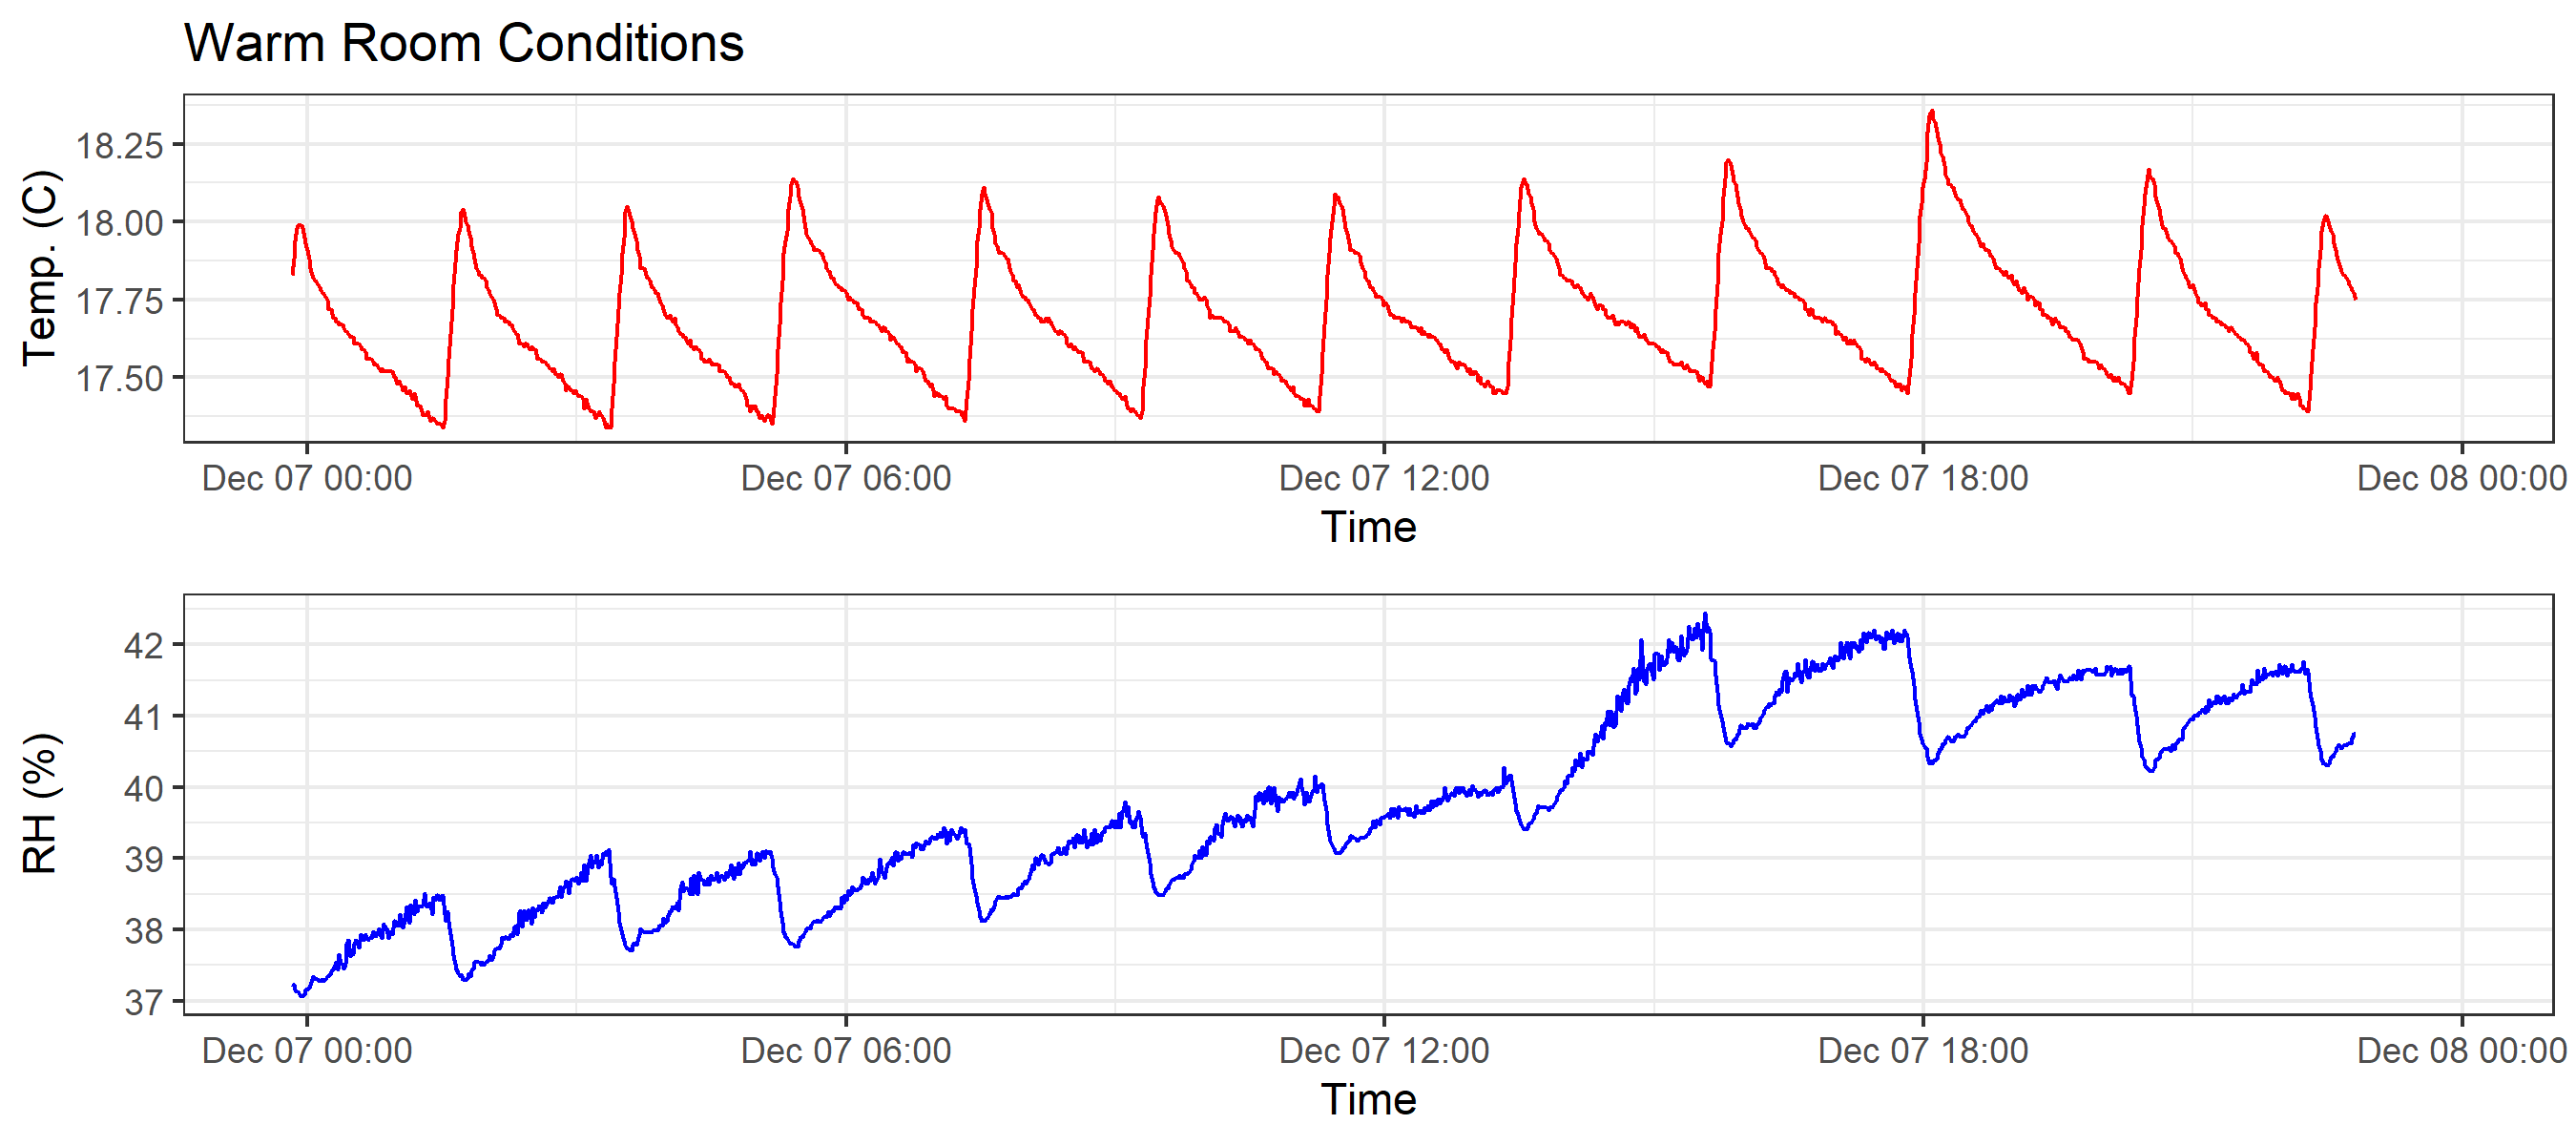 Warm Room Conditions
Temp. (C)
18.25
18.00
17.75
17.50
Dec 07 00:00 Dec 07 06:00 Dec 07 12:00 Dec 07 18:00 Dec 08 00:00
Time
RH (%)
42
41
40
39
38
37
Dec 07 00:00 Dec 07 06:00 Dec 07 12:00 Dec 07 18:00 Dec 08 00:00
Time